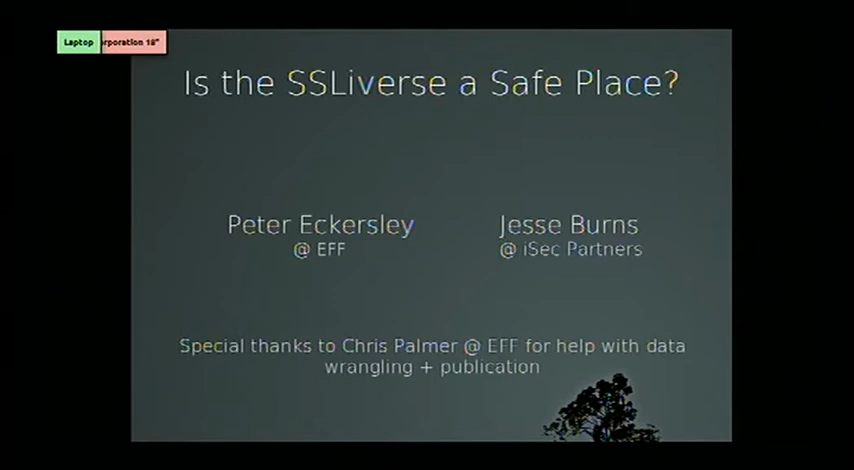 Laptop
rporation 18"
Is the SSLiverse a Safe Place?
Peter Eckersley
@ EFF
Jesse Burns
@ iSec Partners
Special thanks to Chris Palmer @ EFF for help with data
wrangling + publication